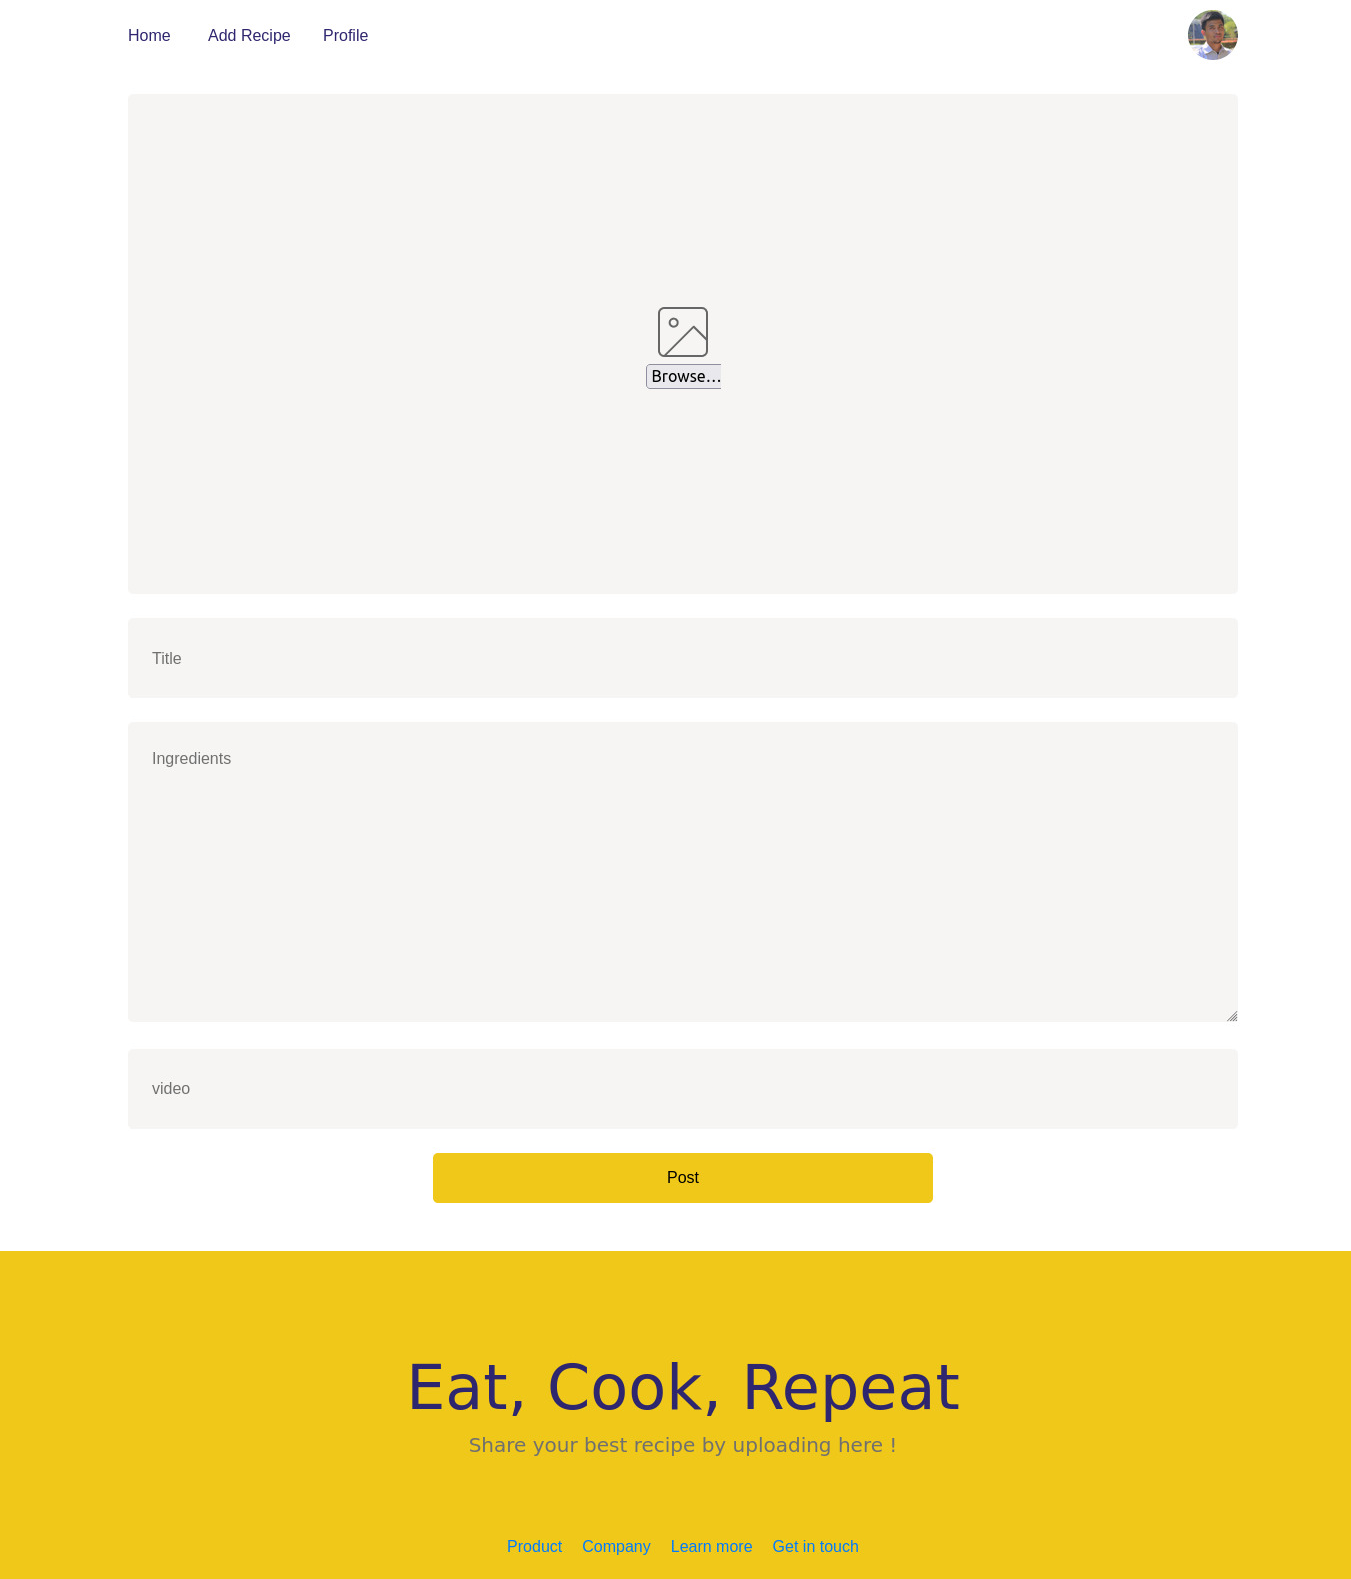 Home Add Recipe Profile
Browse...
Title
Ingredients
video
Post
Eat, Cook, Repeat
Share your best recipe by uploading here !
Product Company Learn more Get in touch